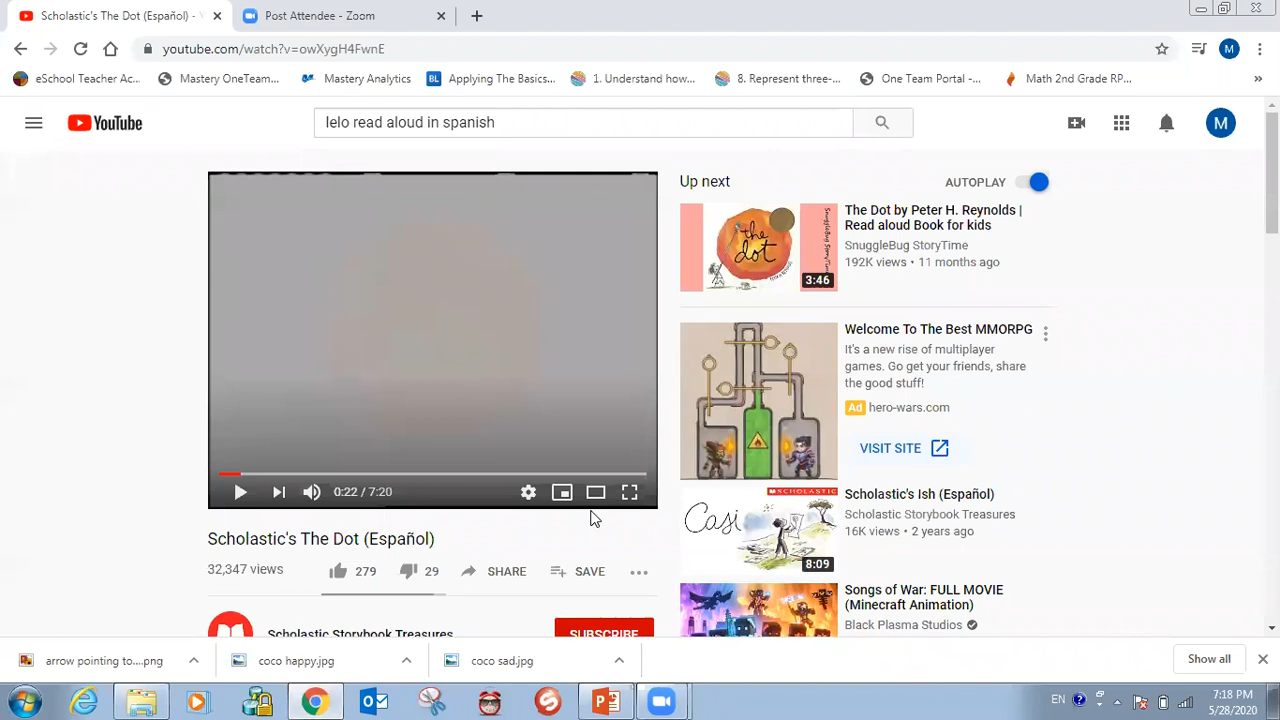 Scholastic's The Dot (Español) -
Post Attendee - Zoom
youtube.com/watch?v=owXygH4FwnE
M
eSchool Teacher Ac...
Mastery OneTeam...
Mastery Analytics
BL Applying The Basics...
1. Understand how...
8. Represent three-...
One Team Portal -...
Math 2nd Grade RP...
YouTube
lelo read aloud in spanish
M
Up next
AUTOPLAY
the dot
3:46
The Dot by Peter H. Reynolds |
Read aloud Book for kids
SnuggleBug StoryTime
192K views • 11 months ago
Welcome To The Best MMORPG
It's a new rise of multiplayer
games. Go get your friends, share
the good stuff!
Ad hero-wars.com
VISIT SITE
0:22 / 7:20
SCHOLASTIC
Casi
8:09
Scholastic's Ish (Español)
Scholastic Storybook Treasures
16K views • 2 years ago
Scholastic's The Dot (Español)
32,347 views
279
29
SHARE
SAVE
Songs of War: FULL MOVIE
(Minecraft Animation)
Black Plasma Studios
Scholastic Storybook Treasures
SUBSCRIBE
arrow pointing to....png
coco happy.jpg
coco sad.jpg
Show all
EN
7:18 PM
5/28/2020